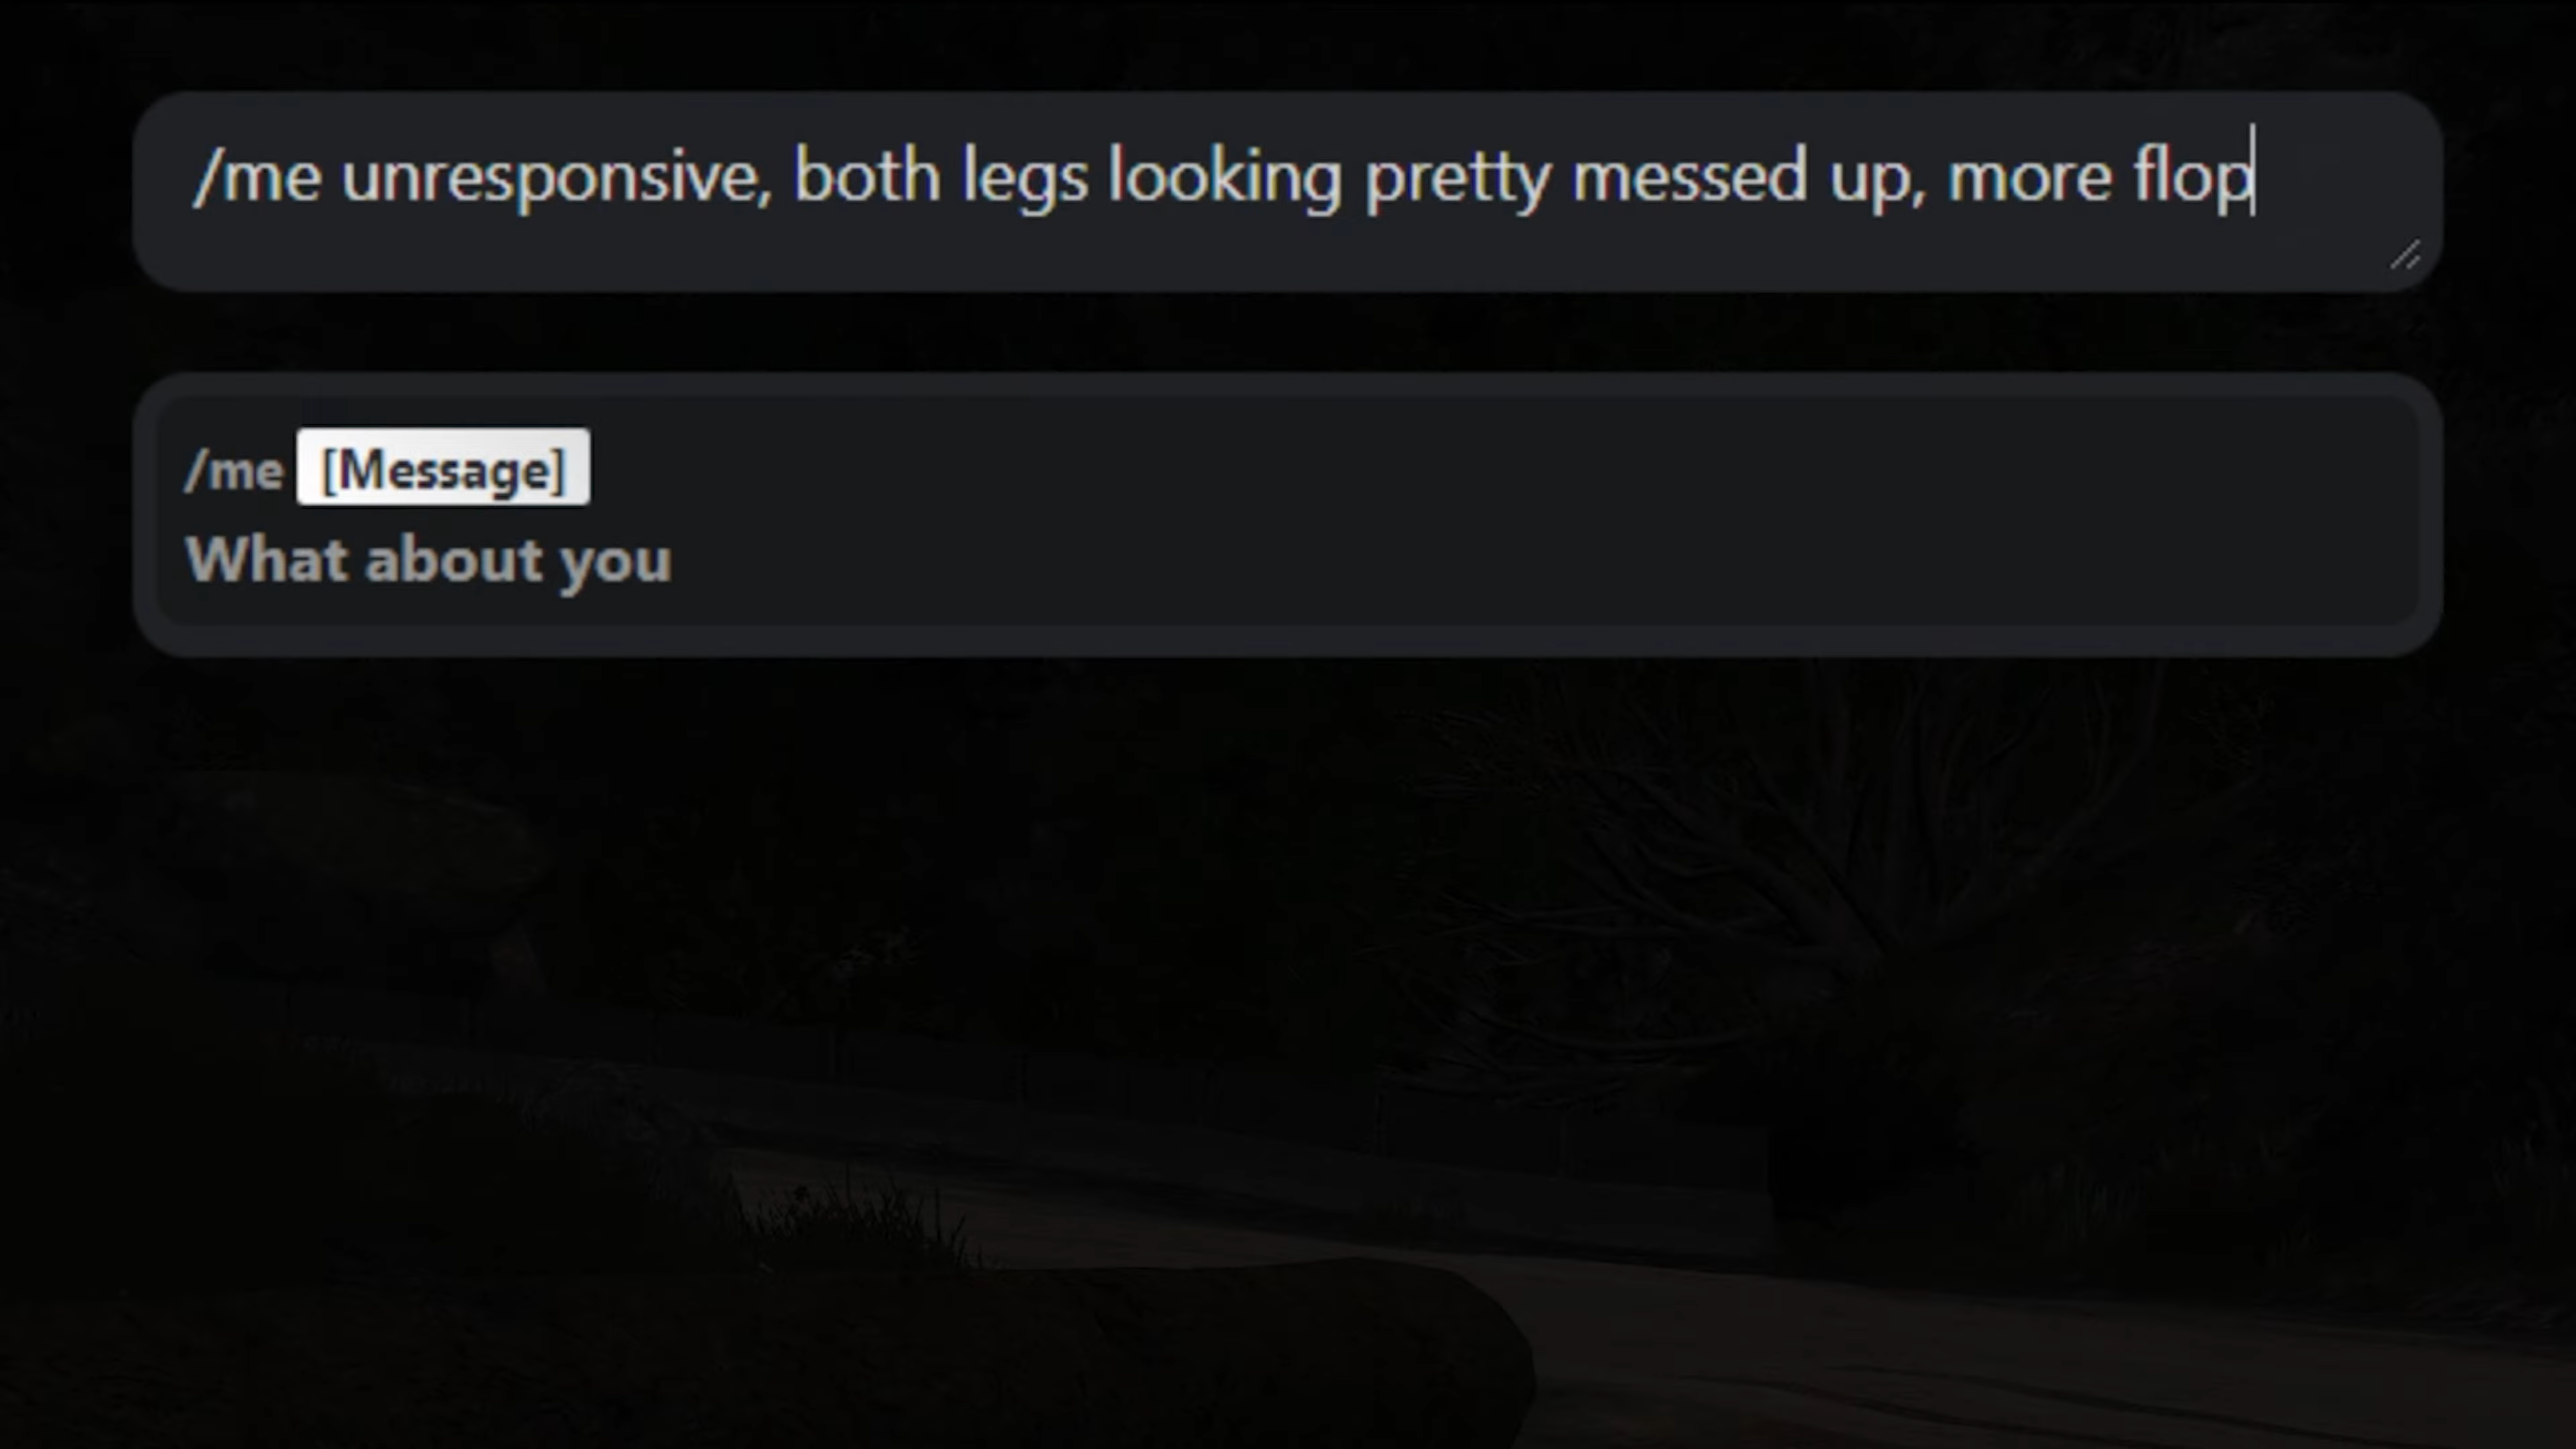 /me unresponsive, both legs looking pretty messed up, more flop
/me [Message]
What about you